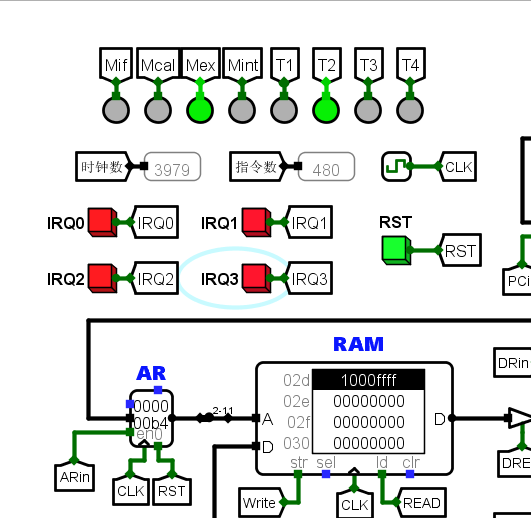 Mif Mcal Mex Mint T1 T2 T3 T4
时钟数 3979 指令数 480 CLK
IRQ0 IRQ0 IRQ1 IRQ1 RST
RST
IRQ2 IRQ2 IRQ3 IRQ3
PCi
RAM
DRin
AR
02d 1000ffff
0000 02e 00000000
00b4 2-11 A 02f 00000000 D
en0 D 030 00000000
str sel ld clr
ARin DRE
CLK RST Write CLK READ